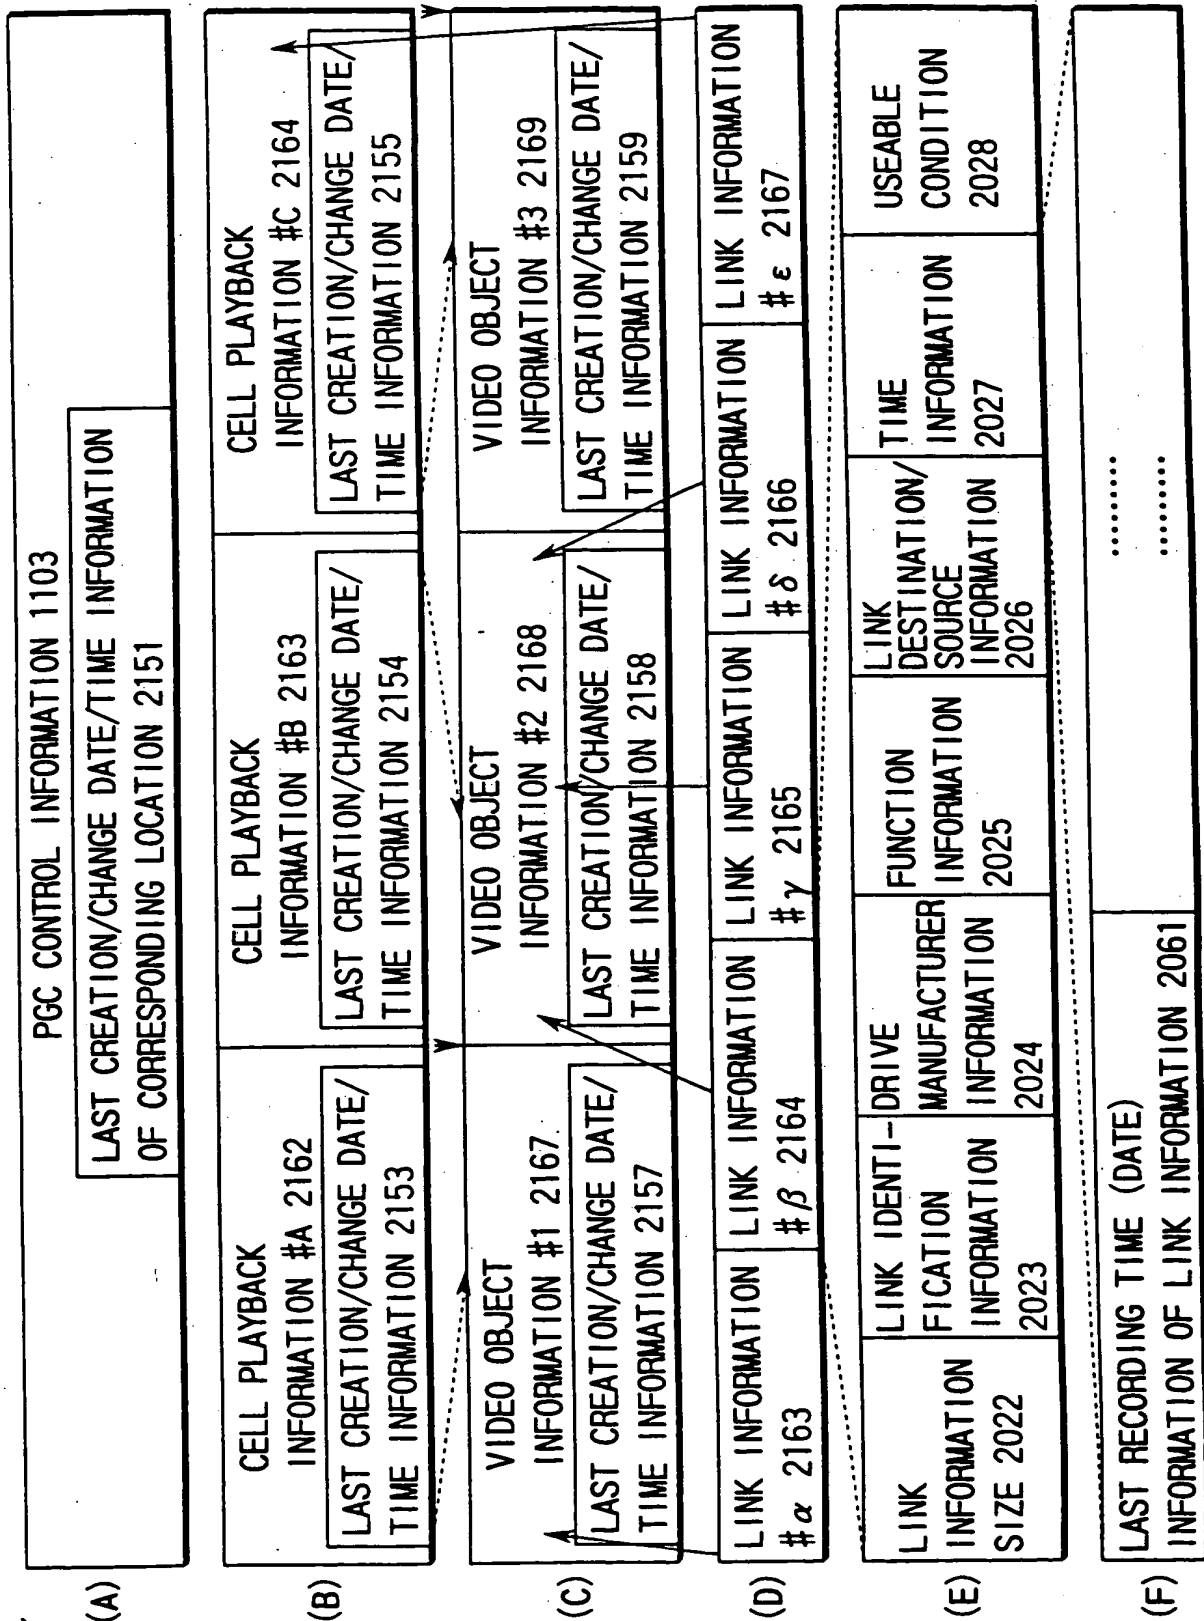 (A)
PGC CONTROL INFORMATION 1103
LAST CREATION/CHANGE DATE/TIME INFORMATION
OF CORRESPONDING LOCATION 2151
(B)
CELL PLAYBACK
INFORMATION #A 2162
LAST CREATION/CHANGE DATE/
TIME INFORMATION 2153
CELL PLAYBACK
INFORMATION #B 2163
LAST CREATION/CHANGE DATE/
TIME INFORMATION 2154
CELL PLAYBACK
INFORMATION #C 2164
LAST CREATION/CHANGE DATE/
TIME INFORMATION 2155
(C)
VIDEO OBJECT
INFORMATION #1 2167
LAST CREATION/CHANGE DATE/
TIME INFORMATION 2157
VIDEO OBJECT
INFORMATION #2 2168
LAST CREATION/CHANGE DATE/
TIME INFORMATION 2158
VIDEO OBJECT
INFORMATION #3 2169
LAST CREATION/CHANGE DATE/
TIME INFORMATION 2159
(D)
LINK INFORMATION
#α 2163
LINK INFORMATION
#β 2164
LINK INFORMATION
#γ 2165
LINK INFORMATION
#δ 2166
LINK INFORMATION
#ε 2167
(E)
LINK
INFORMATION
SIZE 2022
LINK IDENTI-
FICATION
INFORMATION
2023
DRIVE
MANUFACTURER
INFORMATION
2024
FUNCTION
INFORMATION
2025
LINK
DESTINATION/
SOURCE
INFORMATION
2026
TIME
INFORMATION
2027
USEABLE
CONDITION
2028
(F)
LAST RECORDING TIME (DATE)
INFORMATION OF LINK INFORMATION 2061
.........
.........